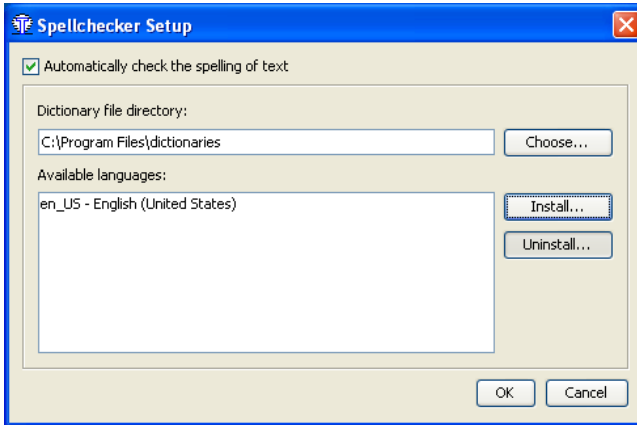 Spellchecker Setup
Automatically check the spelling of text
Dictionary file directory:
C:\Program Files\dictionaries
Choose...
Available languages:
en_US - English (United States)
Install...
Uninstall...
OK
Cancel